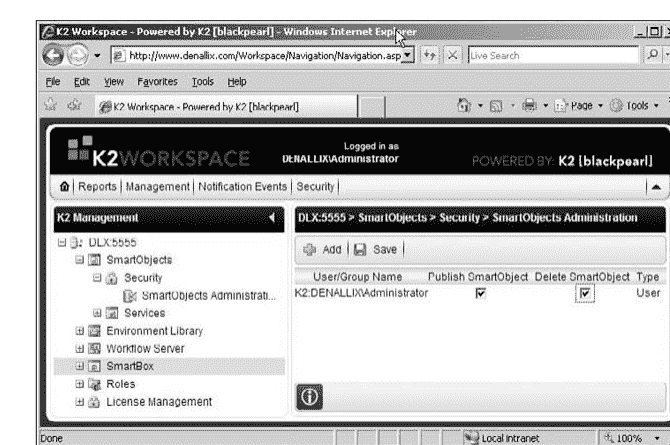 K2 Workspace - Powered by K2 [blackpearl] - Windows Internet Explorer
http://www.denallix.com/Workspace/Navigation/Navigation.asp
Live Search
File Edit View Favorites Tools Help
K2 Workspace - Powered by K2 [blackpearl]
Page Tools
K2WORKSPACE
Logged in as
DENALLIX\Administrator
POWERED BY: K2 [blackpearl]
Reports Management Notification Events Security
K2 Management
DLX:5555 > SmartObjects > Security > SmartObjects Administration
DLX:5555
SmartObjects
Security
SmartObjects Administrati...
Services
Environment Library
Workflow Server
SmartBox
Roles
License Management
Add Save
User/Group Name Publish SmartObject Delete SmartObject Type
K2:DENALLIX\Administrator User
Done
Local intranet
100%